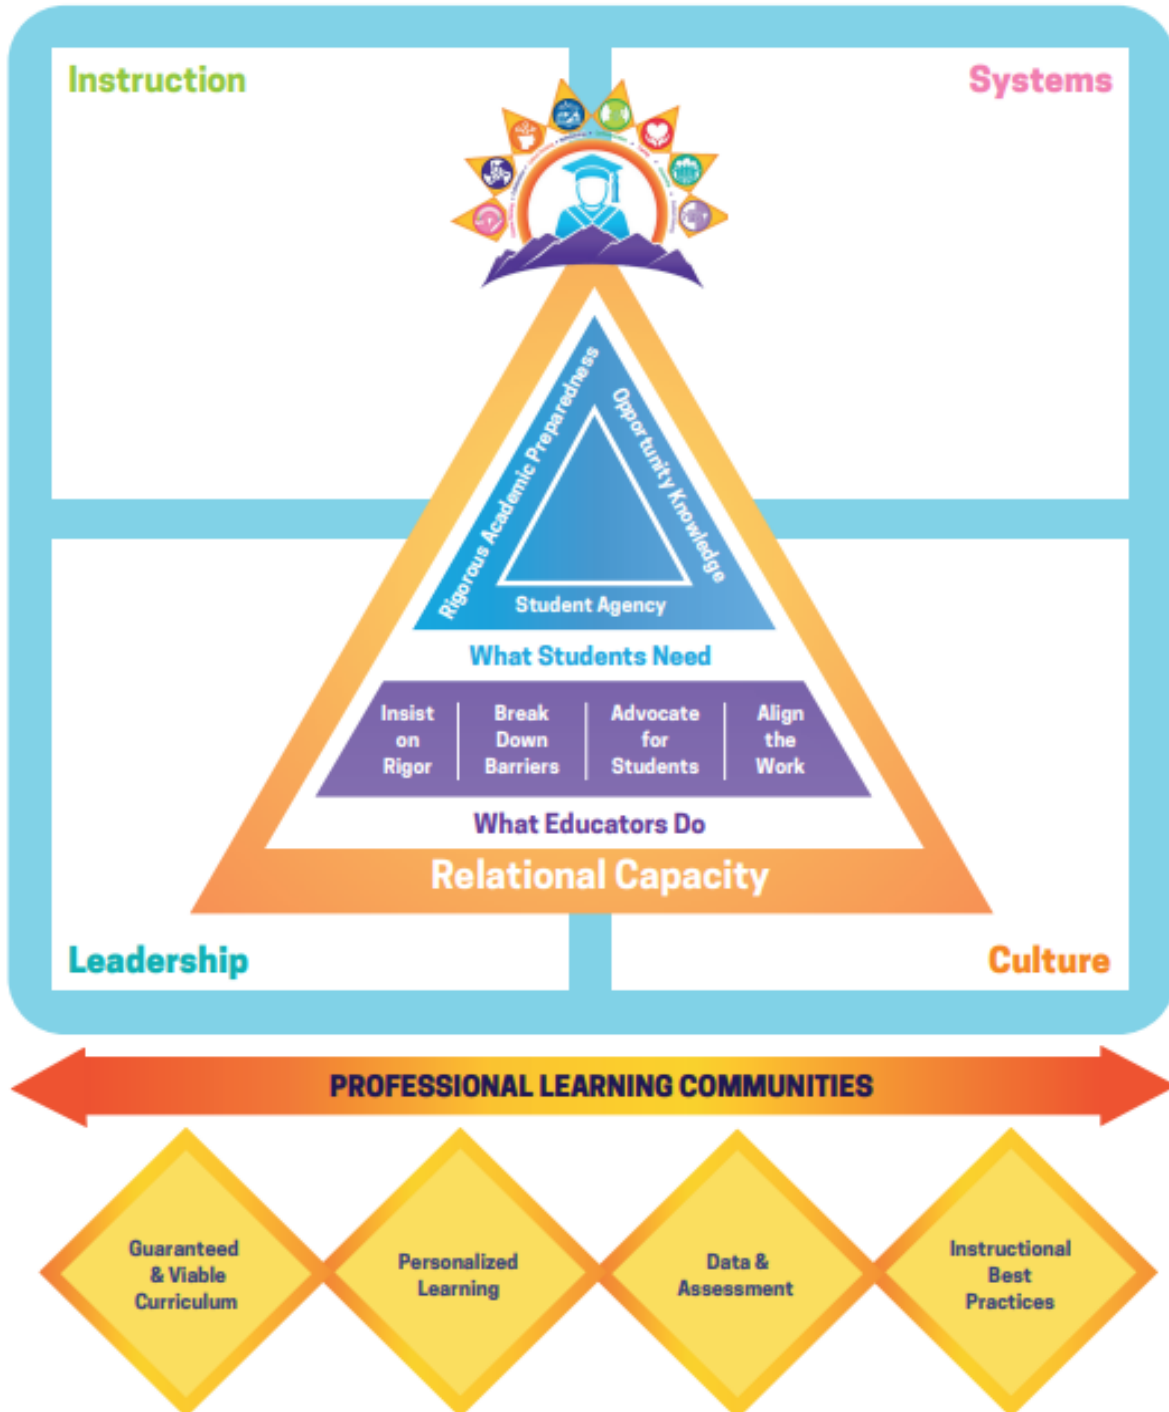 Instruction
Systems
Rigorous Academic Preparedness
Opportunity Knowledge
Student Agency
What Students Need
Insist
on
Rigor
Break
Down
Barriers
Advocate
for
Students
Align
the
Work
What Educators Do
Relational Capacity
Leadership
Culture
PROFESSIONAL LEARNING COMMUNITIES
Guaranteed
& Viable
Curriculum
Personalized
Learning
Data &
Assessment
Instructional
Best
Practices